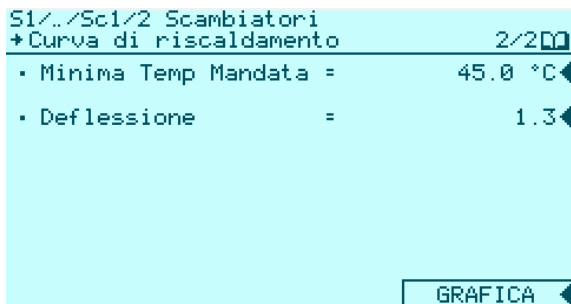 S1/../Sc1/2 Scambiatori
→Curva di riscaldamento 2/2
• Minima Temp Mandata = 45.0 °C
• Deflessione = 1.3
GRAFICA